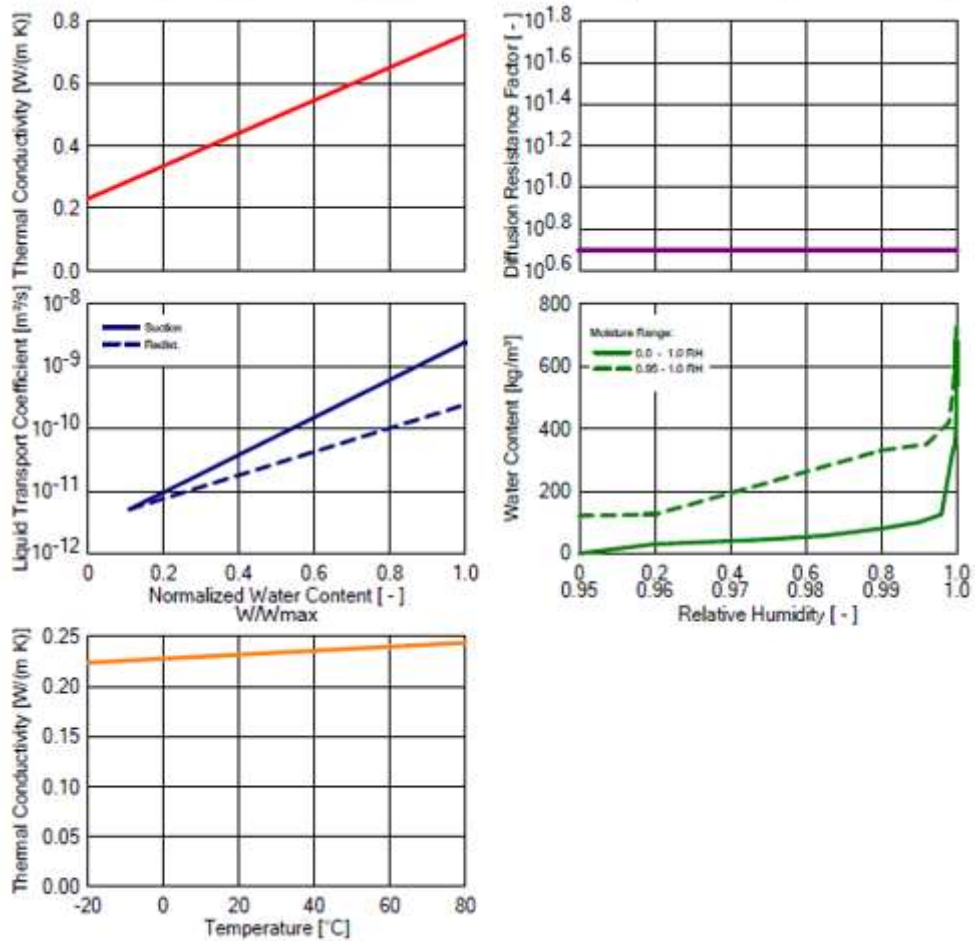 Thermal Conductivity [W/(m K)]
0.8
0.6
0.4
0.2
0.0
Diffusion Resistance Factor [ - ]
10^1.8
10^1.6
10^1.4
10^1.2
10^1.0
10^0.8
10^0.6
Liquid Transport Coefficient [m²/s]
10^-8
10^-9
10^-10
10^-11
10^-12
Suction
Redist.
0 0.2 0.4 0.6 0.8 1.0
Normalized Water Content [ - ]
W/Wmax
Water Content [kg/m³]
800
600
400
200
0
Moisture Range:
0.0 - 1.0 RH
0.95 - 1.0 RH
0 0.2 0.4 0.6 0.8 1.0
0.95 0.96 0.97 0.98 0.99 1.0
Relative Humidity [ - ]
Thermal Conductivity [W/(m K)]
0.25
0.20
0.15
0.10
0.05
0.00
-20 0 20 40 60 80
Temperature [°C]